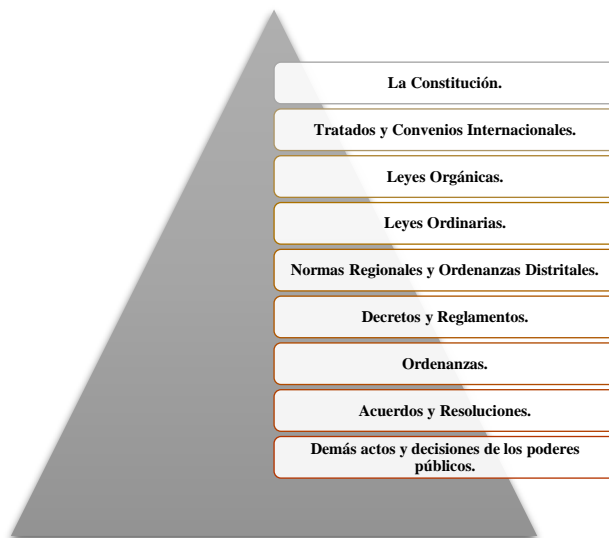 La Constitución.
Tratados y Convenios Internacionales.
Leyes Orgánicas.
Leyes Ordinarias.
Normas Regionales y Ordenanzas Distritales.
Decretos y Reglamentos.
Ordenanzas.
Acuerdos y Resoluciones.
Demás actos y decisiones de los poderes
públicos.